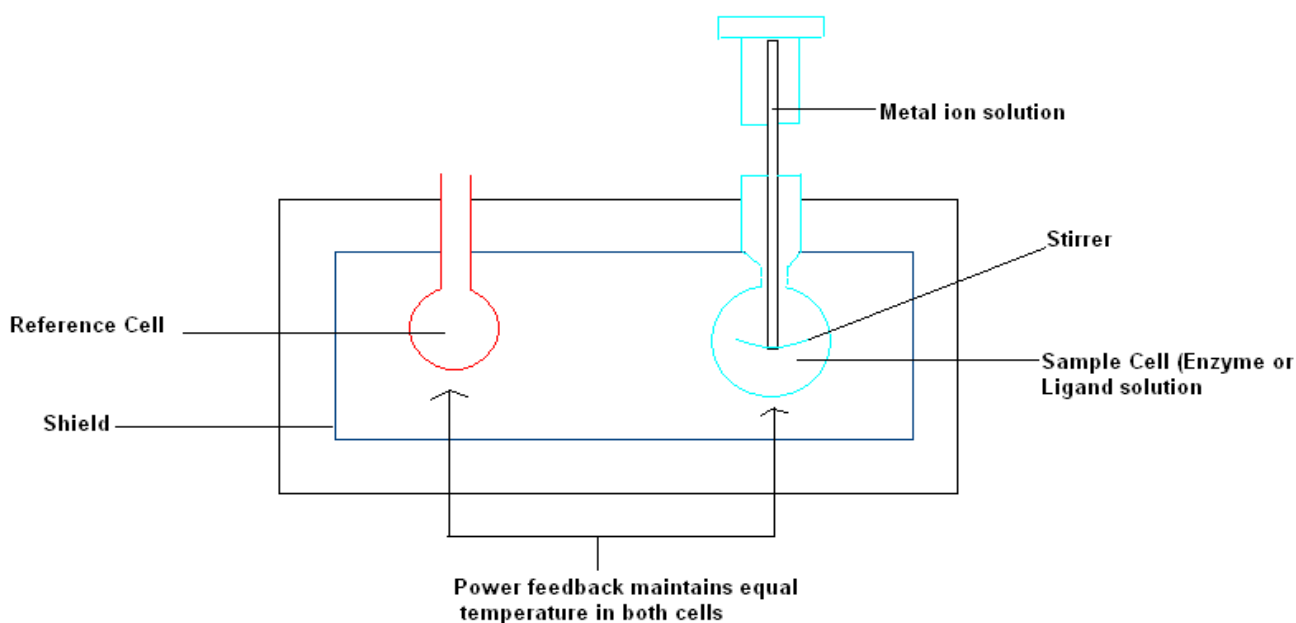 Metal ion solution
Stirrer
Reference Cell
Sample Cell (Enzyme or
Ligand solution
Shield
Power feedback maintains equal
temperature in both cells